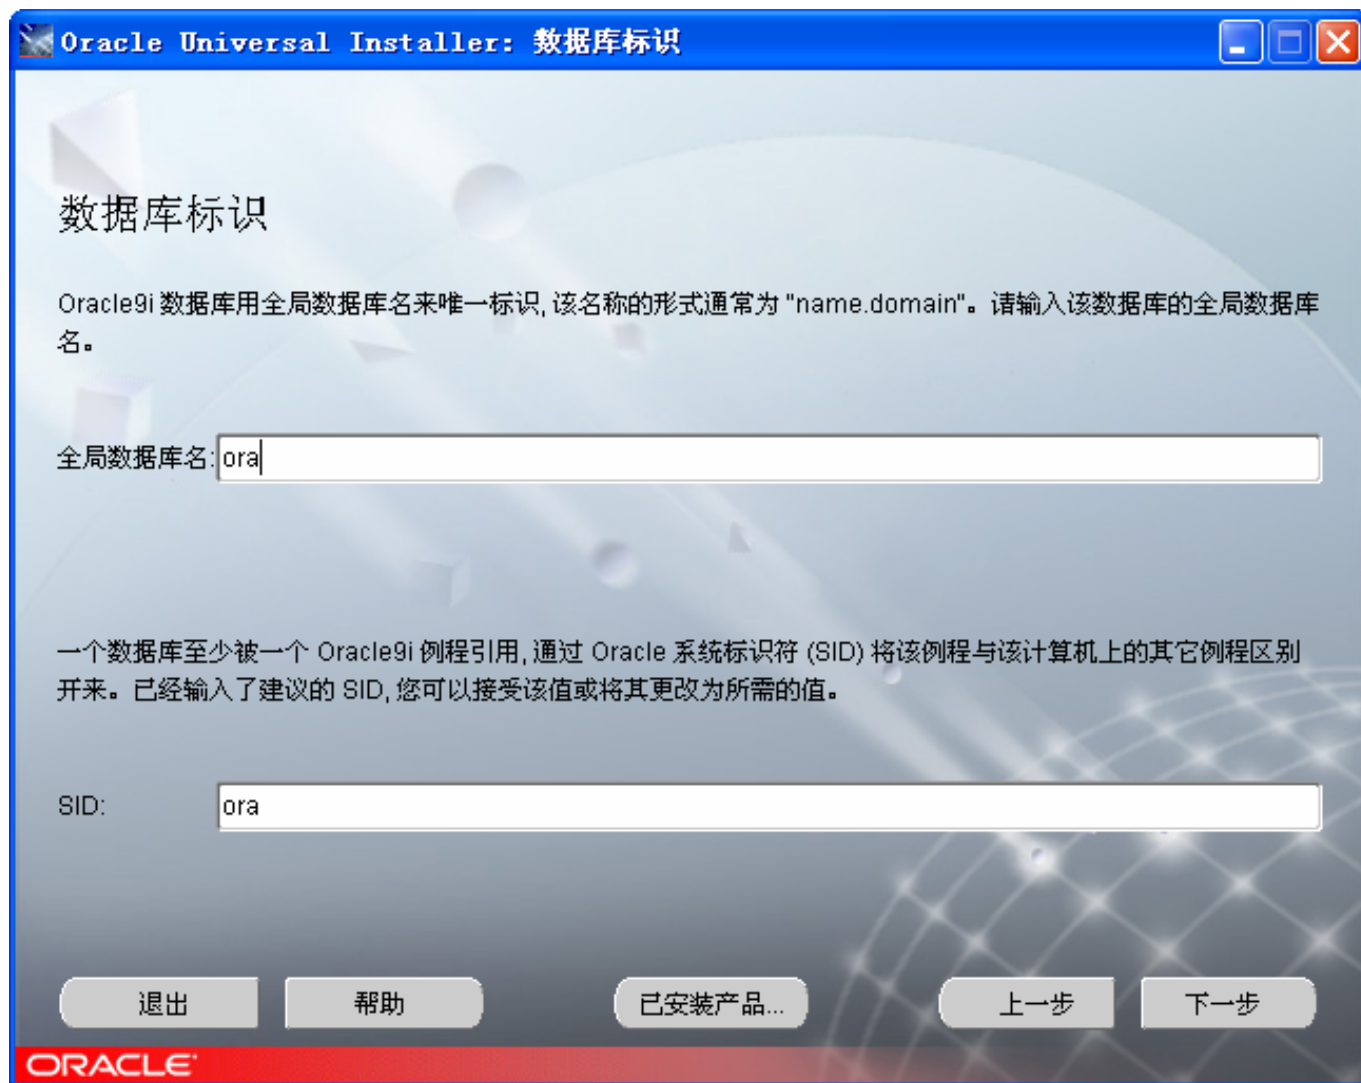 Oracle Universal Installer: 数据库标识
数据库标识
Oracle9i 数据库用全局数据库名来唯一标识, 该名称的形式通常为 "name.domain"。请输入该数据库的全局数据库
名。
全局数据库名: ora
一个数据库至少被一个 Oracle9i 例程引用, 通过 Oracle 系统标识符 (SID) 将该例程与该计算机上的其它例程区别
开来。已经输入了建议的 SID, 您可以接受该值或将其更改为所需的值。
SID: ora
退出 帮助 已安装产品... 上一步 下一步
ORACLE